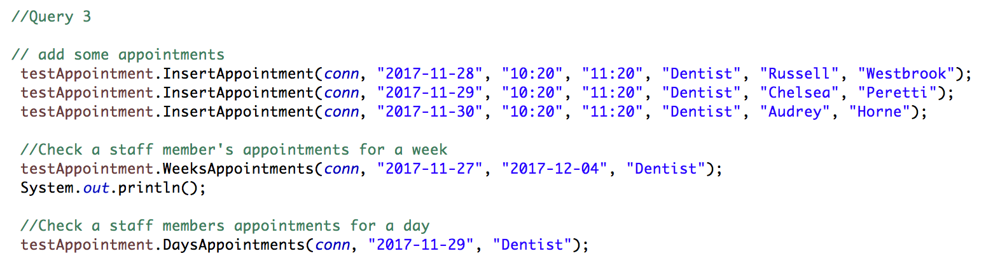 //Query 3
// add some appointments
testAppointment.InsertAppointment(conn, "2017-11-28", "10:20", "11:20", "Dentist", "Russell", "Westbrook");
testAppointment.InsertAppointment(conn, "2017-11-29", "10:20", "11:20", "Dentist", "Chelsea", "Peretti");
testAppointment.InsertAppointment(conn, "2017-11-30", "10:20", "11:20", "Dentist", "Audrey", "Horne");
//Check a staff member's appointments for a week
testAppointment.WeeksAppointments(conn, "2017-11-27", "2017-12-04", "Dentist");
System.out.println();
//Check a staff members appointments for a day
testAppointment.DaysAppointments(conn, "2017-11-29", "Dentist");